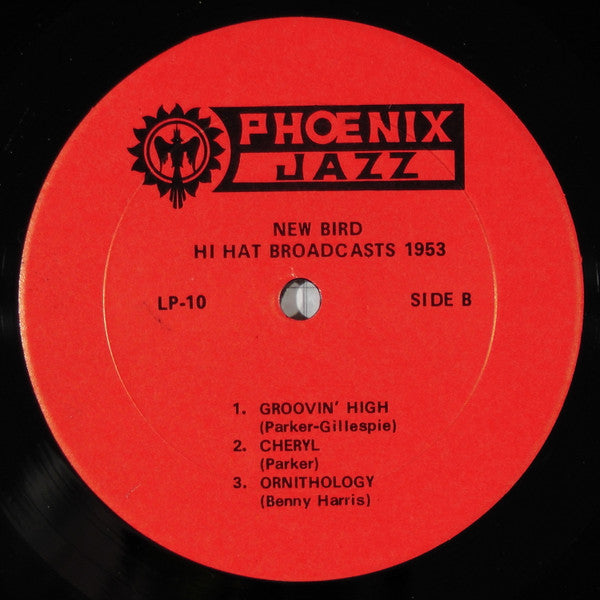 PHOENIX
JAZZ
NEW BIRD
HI HAT BROADCASTS 1953
LP-10 SIDE B
1. GROOVIN' HIGH
(Parker-Gillespie)
2. CHERYL
(Parker)
3. ORNITHOLOGY
(Benny Harris)